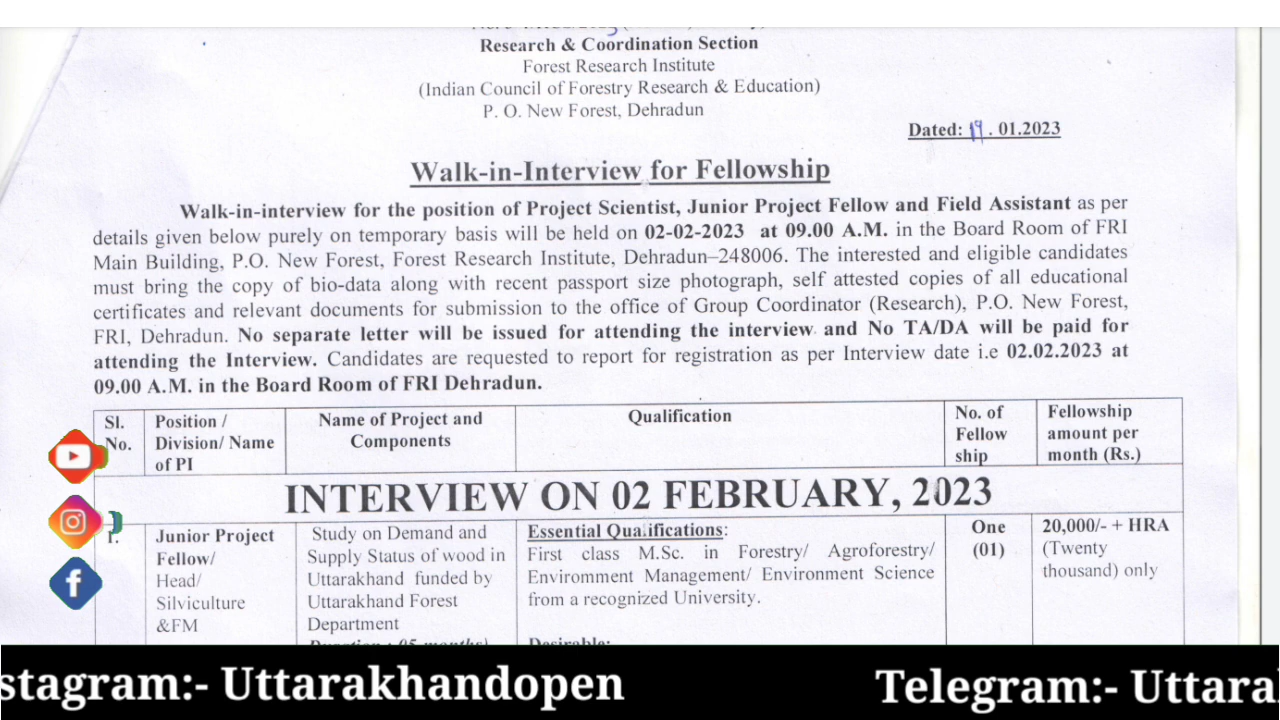 Research & Coordination Section
Forest Research Institute
(Indian Council of Forestry Research & Education)
P. O. New Forest, Dehradun
Dated: 19 . 01.2023
Walk-in-Interview for Fellowship
Walk-in-interview for the position of Project Scientist, Junior Project Fellow and Field Assistant as per
details given below purely on temporary basis will be held on 02-02-2023 at 09.00 A.M. in the Board Room of FRI
Main Building, P.O. New Forest, Forest Research Institute, Dehradun–248006. The interested and eligible candidates
must bring the copy of bio-data along with recent passport size photograph, self attested copies of all educational
certificates and relevant documents for submission to the office of Group Coordinator (Research), P.O. New Forest,
FRI, Dehradun. No separate letter will be issued for attending the interview and No TA/DA will be paid for
attending the Interview. Candidates are requested to report for registration as per Interview date i.e 02.02.2023 at
09.00 A.M. in the Board Room of FRI Dehradun.
Sl. No.
Position / Division/ Name of PI
Name of Project and Components
Qualification
No. of Fellow ship
Fellowship amount per month (Rs.)
INTERVIEW ON 02 FEBRUARY, 2023
1.
Junior Project
Fellow/
Head/
Silviculture
&FM
Study on Demand and
Supply Status of wood in
Uttarakhand funded by
Uttarakhand Forest
Department
Duration : 05 months)
Essential Qualifications:
First class M.Sc. in Forestry/ Agroforestry/
Enviromment Management/ Environment Science
from a recognized University.
Desirable:
One
(01)
20,000/- + HRA
(Twenty
thousand) only
stagram:- Uttarakhandopen
Telegram:- Uttara